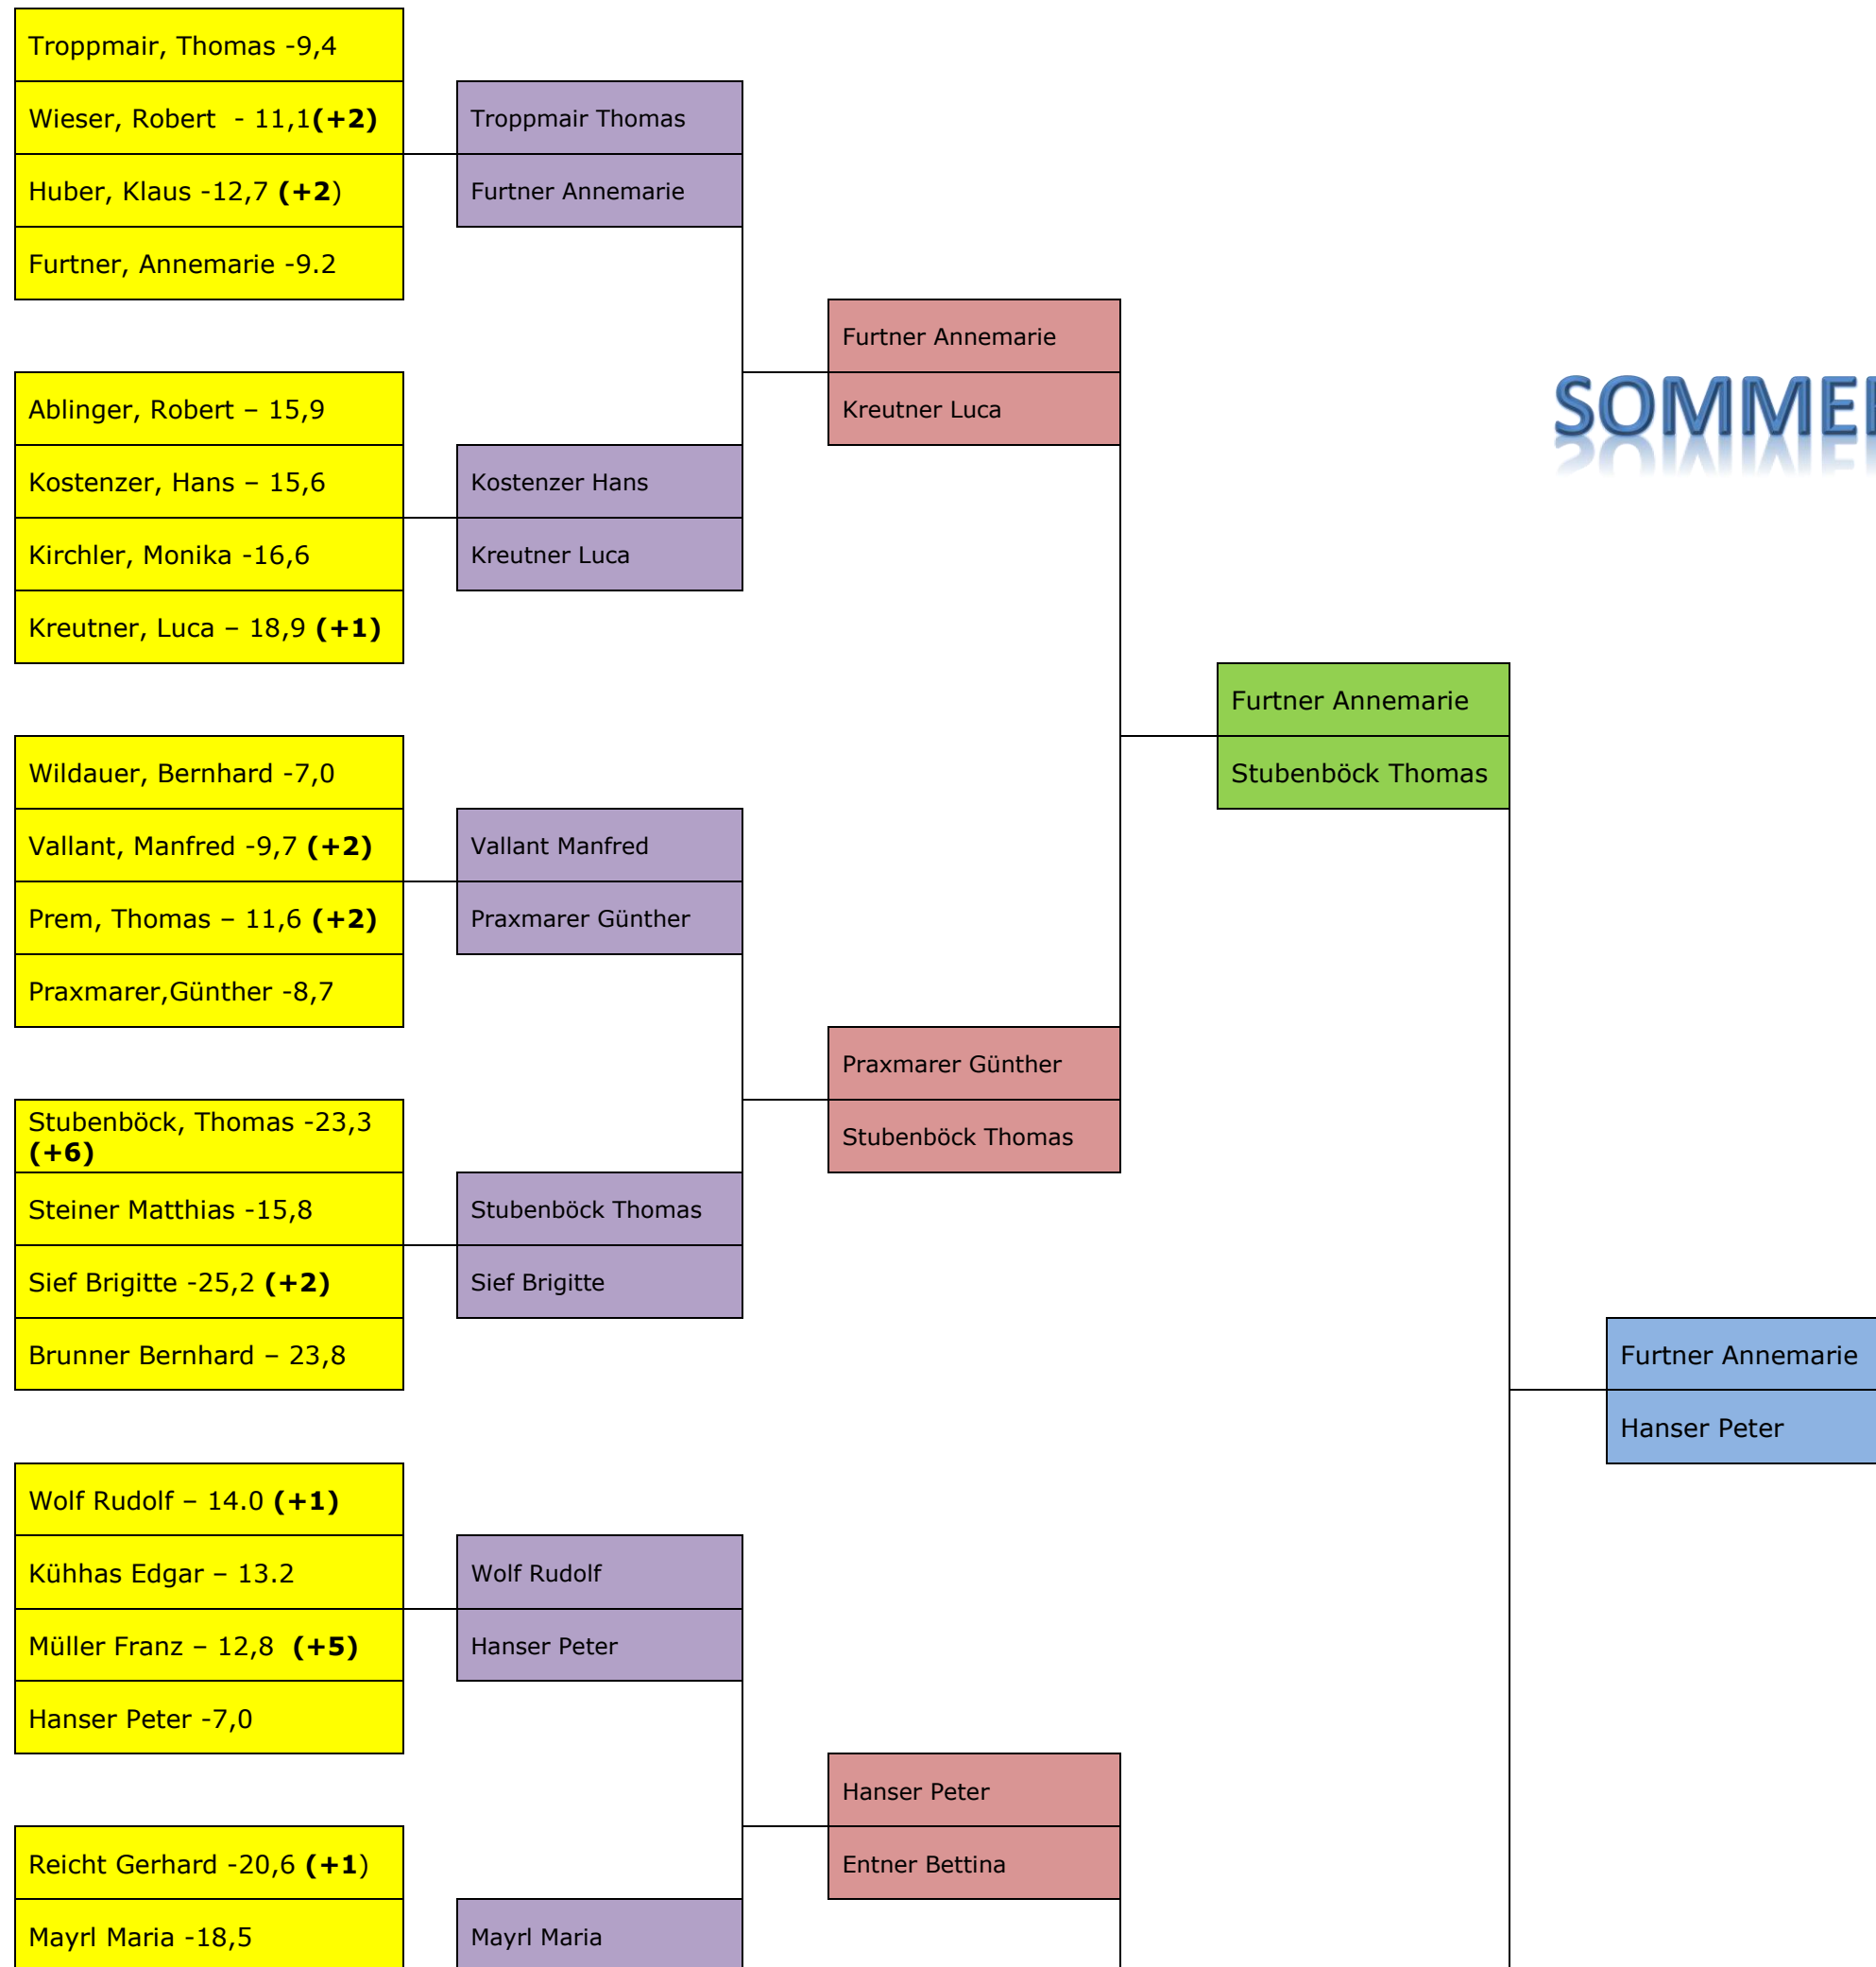 Troppmair, Thomas -9,4
Wieser, Robert  - 11,1(+2)
Huber, Klaus -12,7 (+2)
Furtner, Annemarie -9.2
Troppmair Thomas
Furtner Annemarie
Furtner Annemarie
Kreutner Luca
SOMMER
Ablinger, Robert – 15,9
Kostenzer, Hans – 15,6
Kirchler, Monika -16,6
Kreutner, Luca – 18,9 (+1)
Kostenzer Hans
Kreutner Luca
Furtner Annemarie
Stubenböck Thomas
Wildauer, Bernhard -7,0
Vallant, Manfred -9,7 (+2)
Prem, Thomas – 11,6 (+2)
Praxmarer,Günther -8,7
Vallant Manfred
Praxmarer Günther
Praxmarer Günther
Stubenböck Thomas
Stubenböck, Thomas -23,3
(+6)
Steiner Matthias -15,8
Sief Brigitte -25,2 (+2)
Brunner Bernhard – 23,8
Stubenböck Thomas
Sief Brigitte
Furtner Annemarie
Hanser Peter
Wolf Rudolf – 14.0 (+1)
Kühhas Edgar – 13.2
Müller Franz – 12,8  (+5)
Hanser Peter -7,0
Wolf Rudolf
Hanser Peter
Hanser Peter
Entner Bettina
Reicht Gerhard -20,6 (+1)
Mayrl Maria -18,5
Mayrl Maria